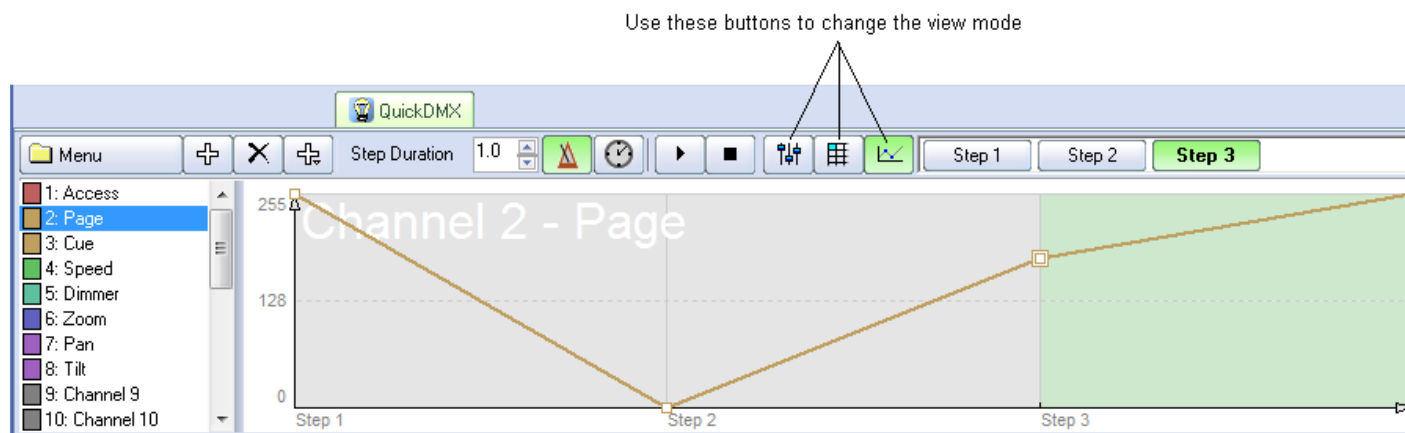 Use these buttons to change the view mode
QuickDMX
Menu
Step Duration
1.0
Step 1
Step 2
Step 3
1: Access
2: Page
3: Cue
4: Speed
5: Dimmer
6: Zoom
7: Pan
8: Tilt
9: Channel 9
10: Channel 10
255
Channel 2 - Page
128
0
Step 1
Step 2
Step 3